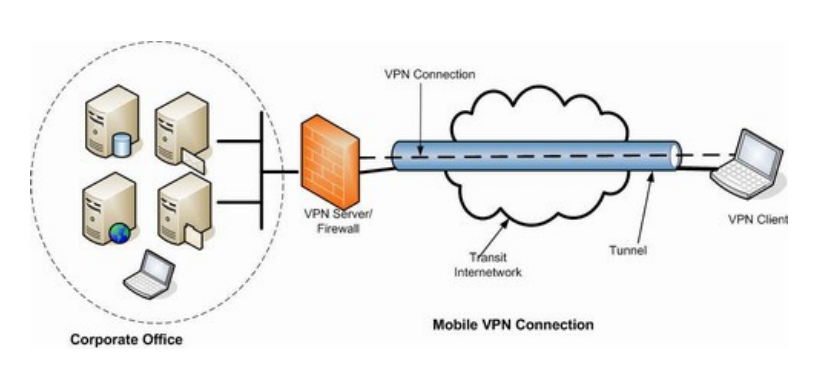 VPN Connection
VPN Server/
Firewall
Transit
Internetwork
Tunnel
VPN Client
Mobile VPN Connection
Corporate Office